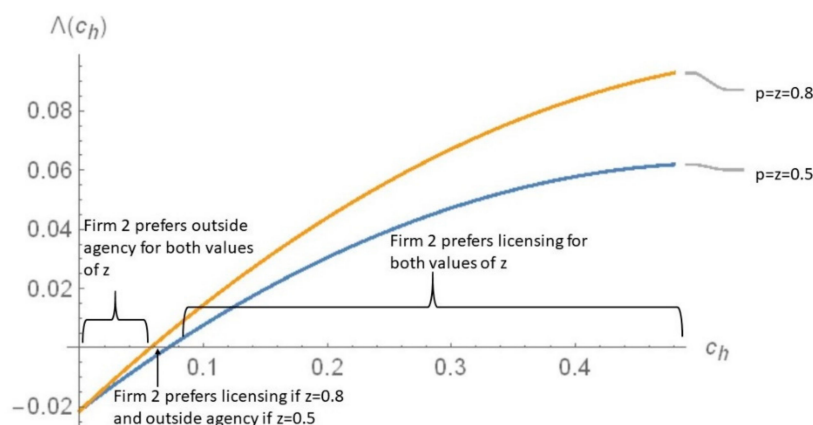 Λ(c_h)
0.08
p=z=0.8
0.06
p=z=0.5
0.04
Firm 2 prefers outside
agency for both values
of z
Firm 2 prefers licensing for
both values of z
0.02
c_h
0.1
0.2
0.3
0.4
Firm 2 prefers licensing if z=0.8
and outside agency if z=0.5
−0.02